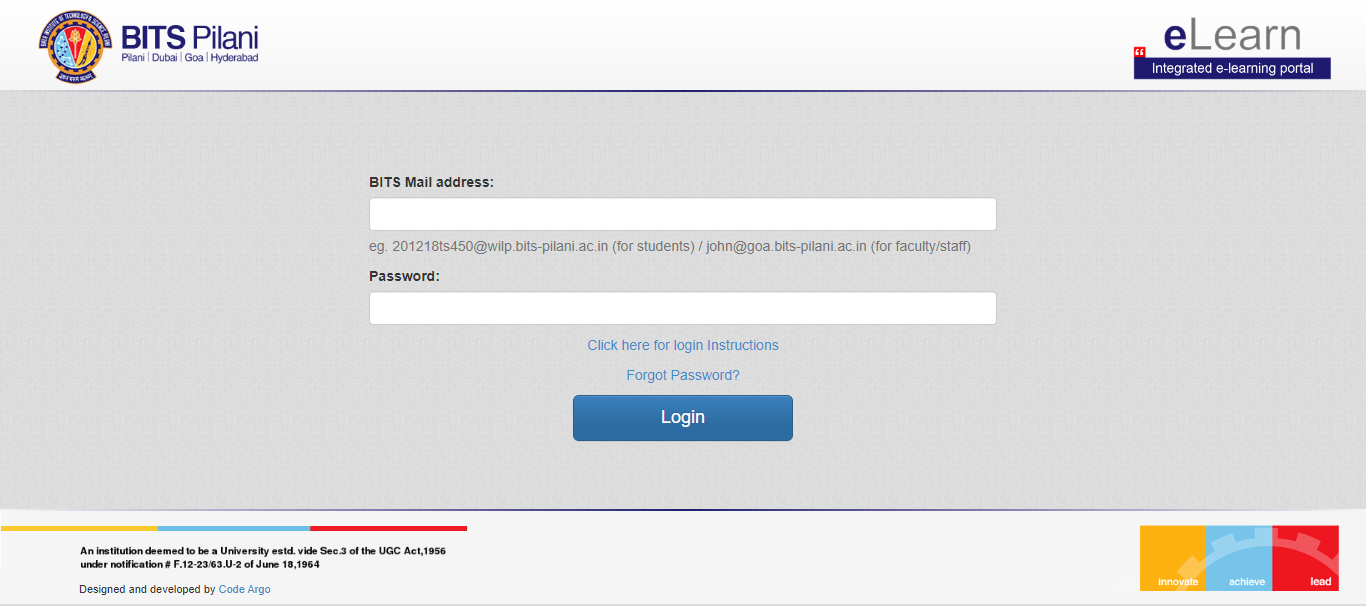 BITS Pilani
Pilani | Dubai | Goa | Hyderabad
eLearn
Integrated e-learning portal
BITS Mail address:
eg. 201218ts450@wilp.bits-pilani.ac.in (for students) / john@goa.bits-pilani.ac.in (for faculty/staff)
Password:
Click here for login Instructions
Forgot Password?
Login
An institution deemed to be a University estd. vide Sec.3 of the UGC Act,1956
under notification # F.12-23/63.U-2 of June 18,1964
Designed and developed by Code Argo
innovate achieve lead